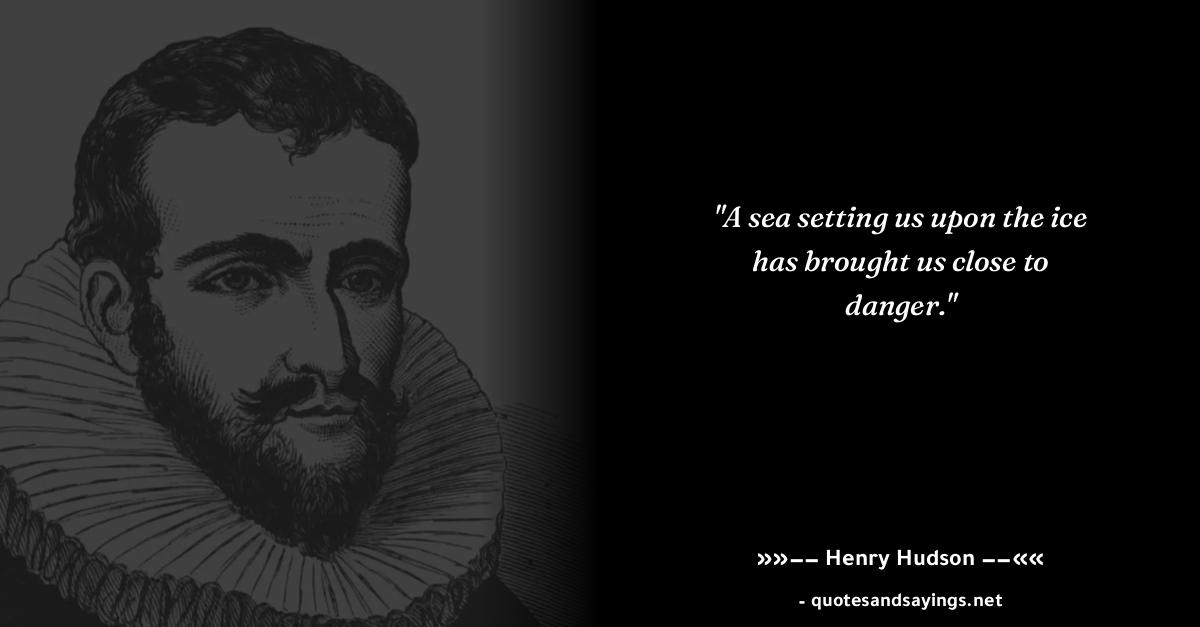 "A sea setting us upon the ice
has brought us close to
danger."
»»−− Henry Hudson −−««
- quotesandsayings.net